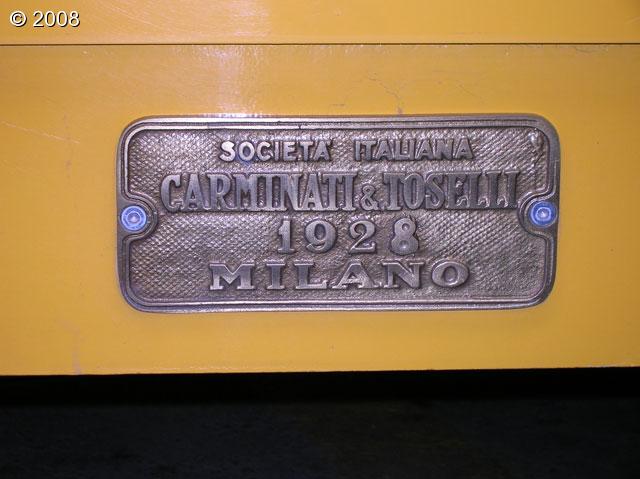 © 2008
SOCIETA' ITALIANA
CARMINATI & TOSELLI
1928
MILANO